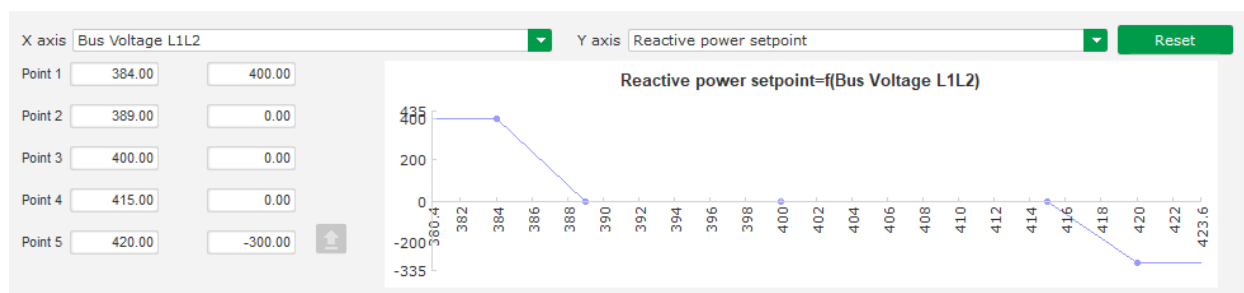 X axis Bus Voltage L1L2 Y axis Reactive power setpoint Reset
Point 1 384.00 400.00
Point 2 389.00 0.00
Point 3 400.00 0.00
Point 4 415.00 0.00
Point 5 420.00 -300.00
Reactive power setpoint=f(Bus Voltage L1L2)
435
400
200
0
-200
-335
380.4 382 384 386 388 390 392 394 396 398 400 402 404 406 408 410 412 414 416 418 420 422 423.6